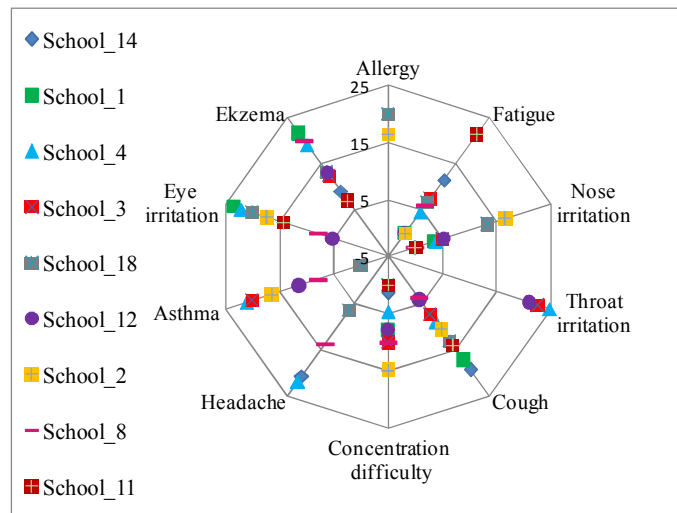 School_14
School_1
School_4
School_3
School_18
School_12
School_2
School_8
School_11
Allergy
Fatigue
Nose
irritation
Throat
irritation
Cough
Concentration
difficulty
Headache
Asthma
Eye
irritation
Ekzema
25
15
5
5